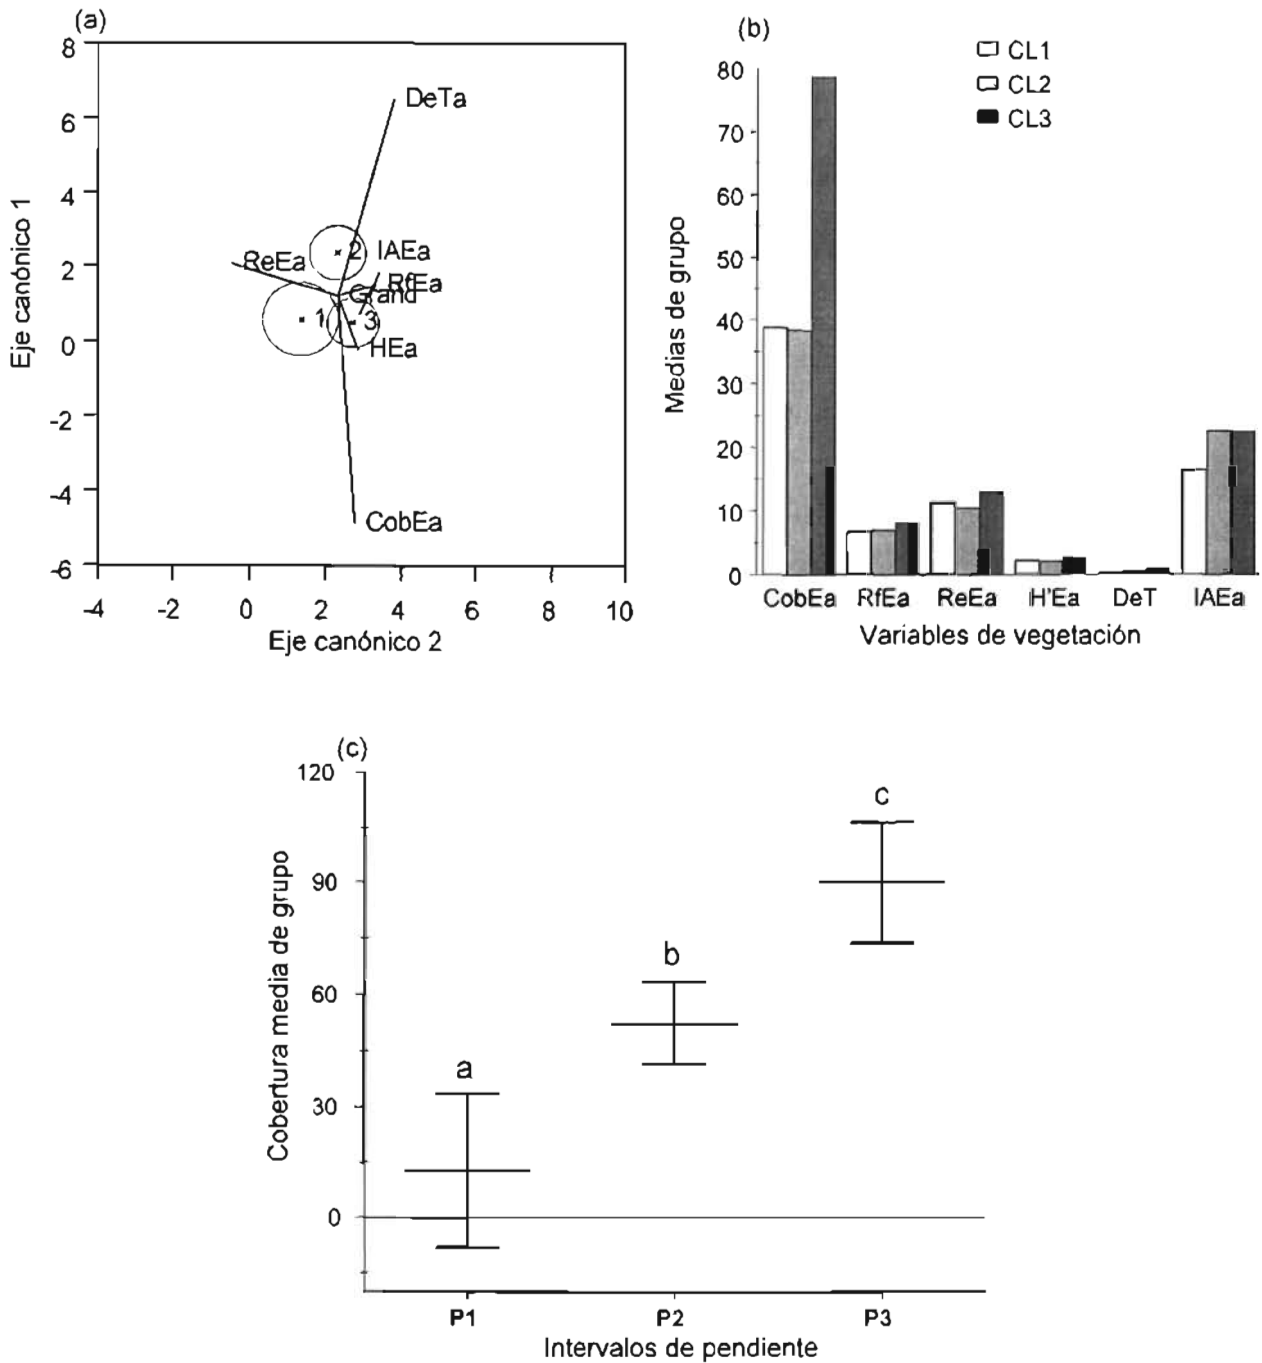 (a)
8
6
4
2
0
-2
-4
-6
-4 -2 0 2 4 6 8 10
Eje canónico 1
Eje canónico 2
DeTa
2 IAEa
ReEa
RfEa
Grand
1 3
HEa
CobEa
(b)
CL1
CL2
CL3
80
70
60
50
40
30
20
10
0
Medias de grupo
CobEa RfEa ReEa H'Ea DeT IAEa
Variables de vegetación
(c)
120
90
60
30
0
Cobertura media de grupo
a
b
c
P1 P2 P3
Intervalos de pendiente